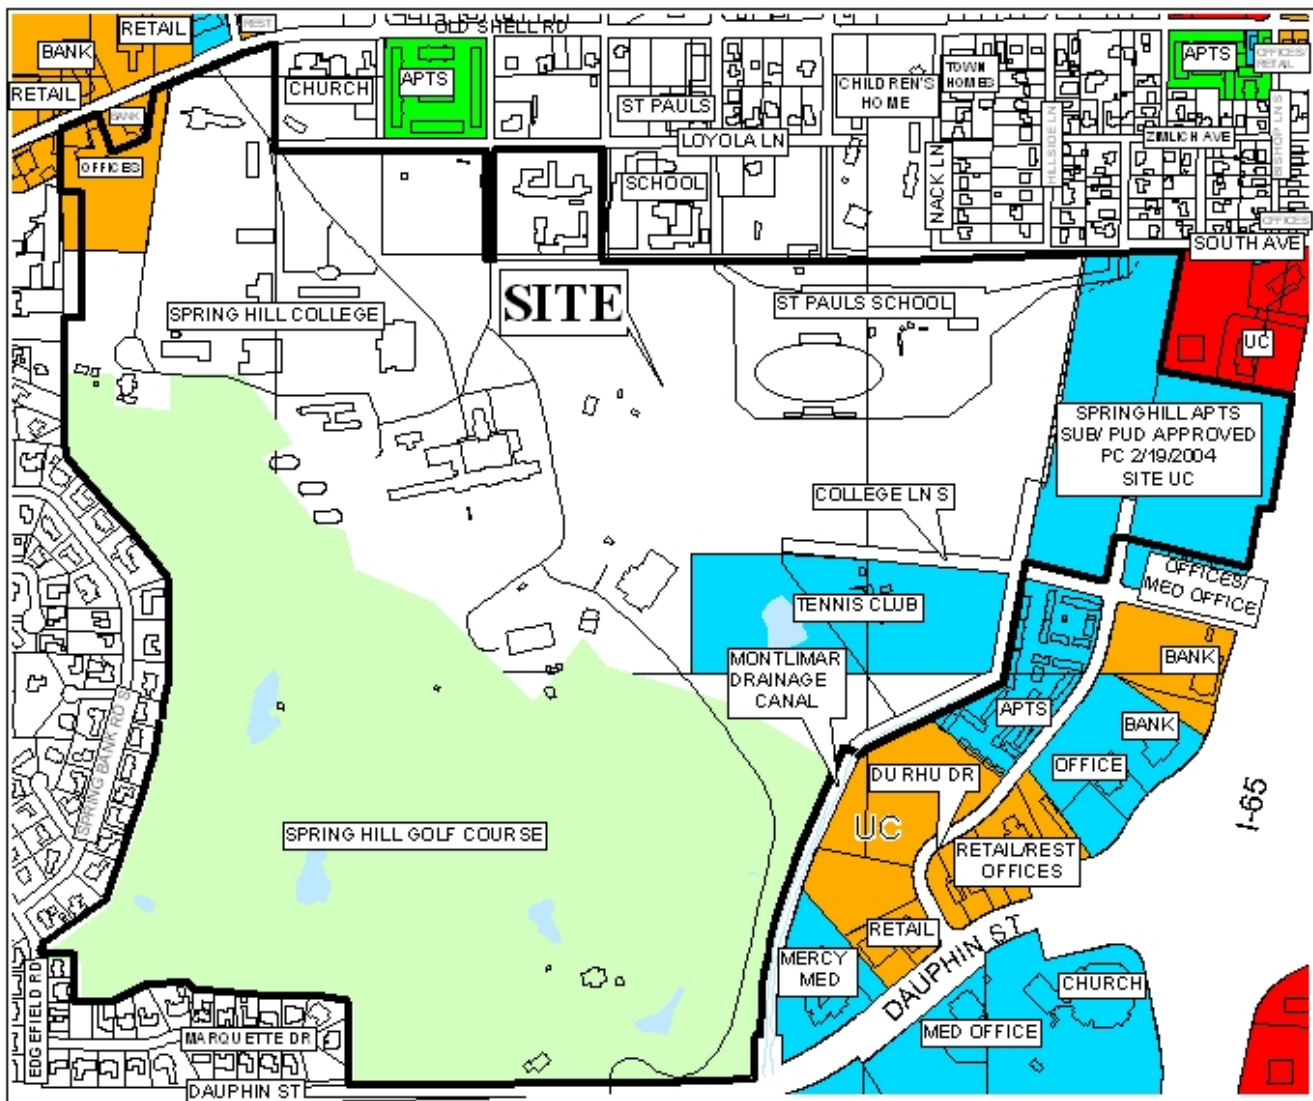 RETAIL
REST
OLD SHELL RD
BANK
RETAIL
BANK
OFFICES
CHURCH
APTS
ST PAULS
CHILDREN'S
HOME
TOWN
HOMES
APTS
OFFICES/
RETAIL
LOYOLA LN
ZIMLICH AVE
HILLSIDE LN
BISHOP LN S
NACK LN
SCHOOL
OFFICES
SOUTH AVE
SITE
SPRING HILL COLLEGE
ST PAULS SCHOOL
UC
SPRINGHILL APTS
SUB/ PUD APPROVED
PC 2/19/2004
SITE UC
COLLEGE LN S
TENNIS CLUB
OFFICES/
MED OFFICE
MONTLIMAR
DRAINAGE
CANAL
BANK
APTS
BANK
OFFICE
SPRING BANK RD S
DU RHU DR
I-65
SPRING HILL GOLF COURSE
UC
RETAIL/REST
OFFICES
RETAIL
MERCY
MED
DAUPHIN ST
CHURCH
MED OFFICE
EDGEFIELD RD
MARQUETTE DR
DAUPHIN ST